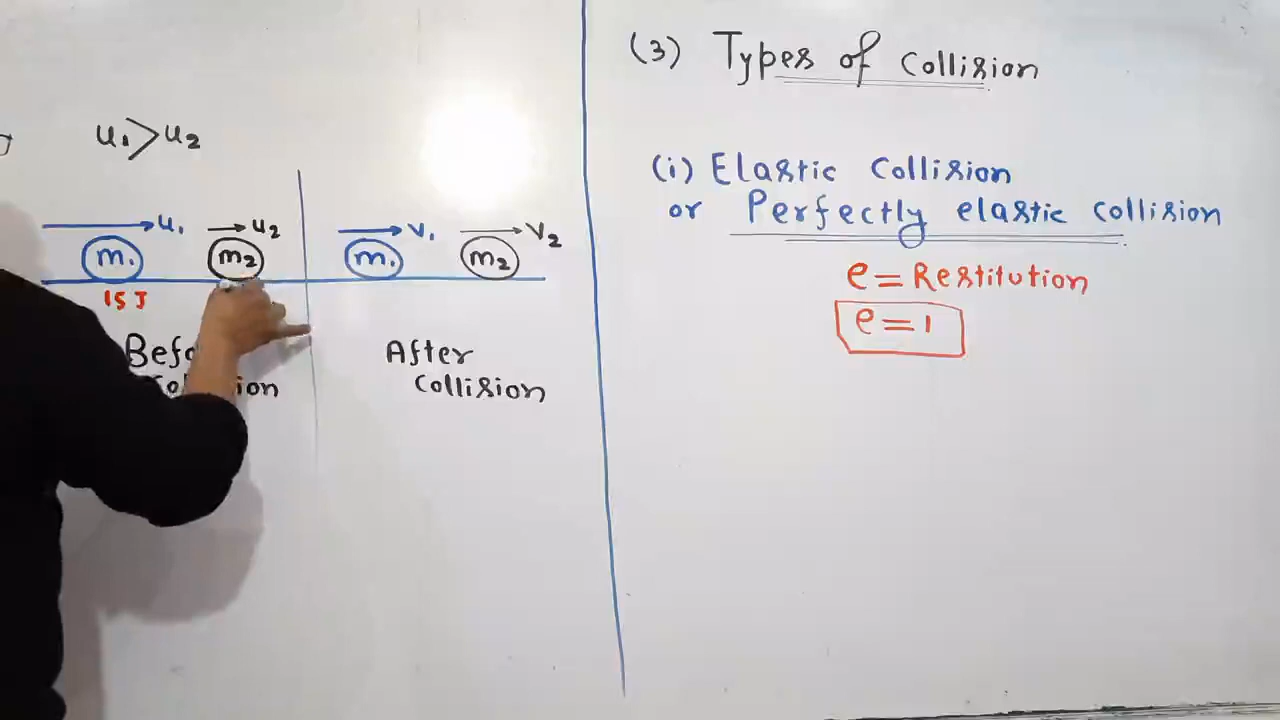 u₁ > u₂
u₁ u₂ v₁ v₂
m₁ m₂ m₁ m₂
15 J
After
Collision
(3) Types of Collision
(i) Elastic Collision
or Perfectly elastic collision
e = Restitution
e = 1